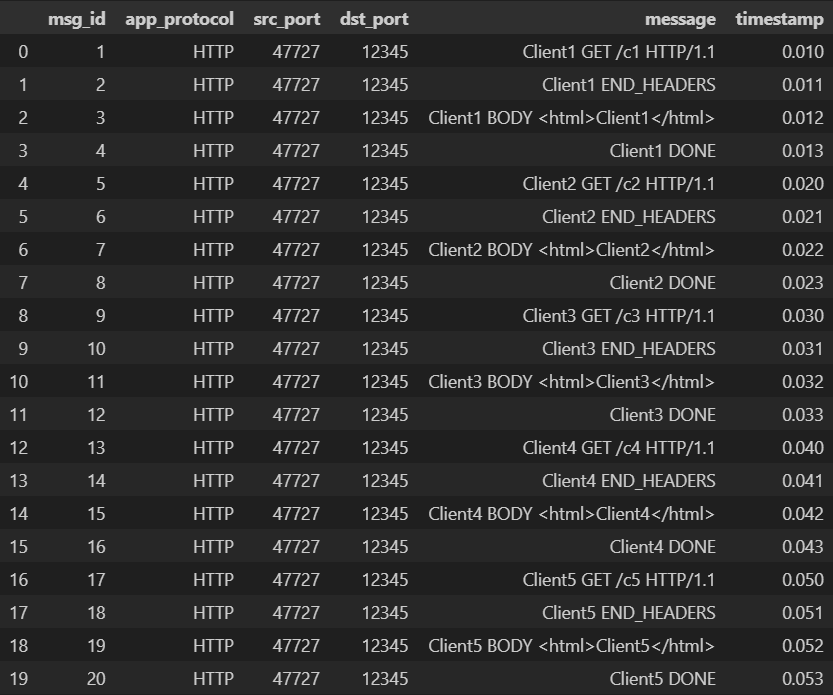 msg_id app_protocol src_port dst_port message timestamp
0 1 HTTP 47727 12345 Client1 GET /c1 HTTP/1.1 0.010
1 2 HTTP 47727 12345 Client1 END_HEADERS 0.011
2 3 HTTP 47727 12345 Client1 BODY <html>Client1</html> 0.012
3 4 HTTP 47727 12345 Client1 DONE 0.013
4 5 HTTP 47727 12345 Client2 GET /c2 HTTP/1.1 0.020
5 6 HTTP 47727 12345 Client2 END_HEADERS 0.021
6 7 HTTP 47727 12345 Client2 BODY <html>Client2</html> 0.022
7 8 HTTP 47727 12345 Client2 DONE 0.023
8 9 HTTP 47727 12345 Client3 GET /c3 HTTP/1.1 0.030
9 10 HTTP 47727 12345 Client3 END_HEADERS 0.031
10 11 HTTP 47727 12345 Client3 BODY <html>Client3</html> 0.032
11 12 HTTP 47727 12345 Client3 DONE 0.033
12 13 HTTP 47727 12345 Client4 GET /c4 HTTP/1.1 0.040
13 14 HTTP 47727 12345 Client4 END_HEADERS 0.041
14 15 HTTP 47727 12345 Client4 BODY <html>Client4</html> 0.042
15 16 HTTP 47727 12345 Client4 DONE 0.043
16 17 HTTP 47727 12345 Client5 GET /c5 HTTP/1.1 0.050
17 18 HTTP 47727 12345 Client5 END_HEADERS 0.051
18 19 HTTP 47727 12345 Client5 BODY <html>Client5</html> 0.052
19 20 HTTP 47727 12345 Client5 DONE 0.053